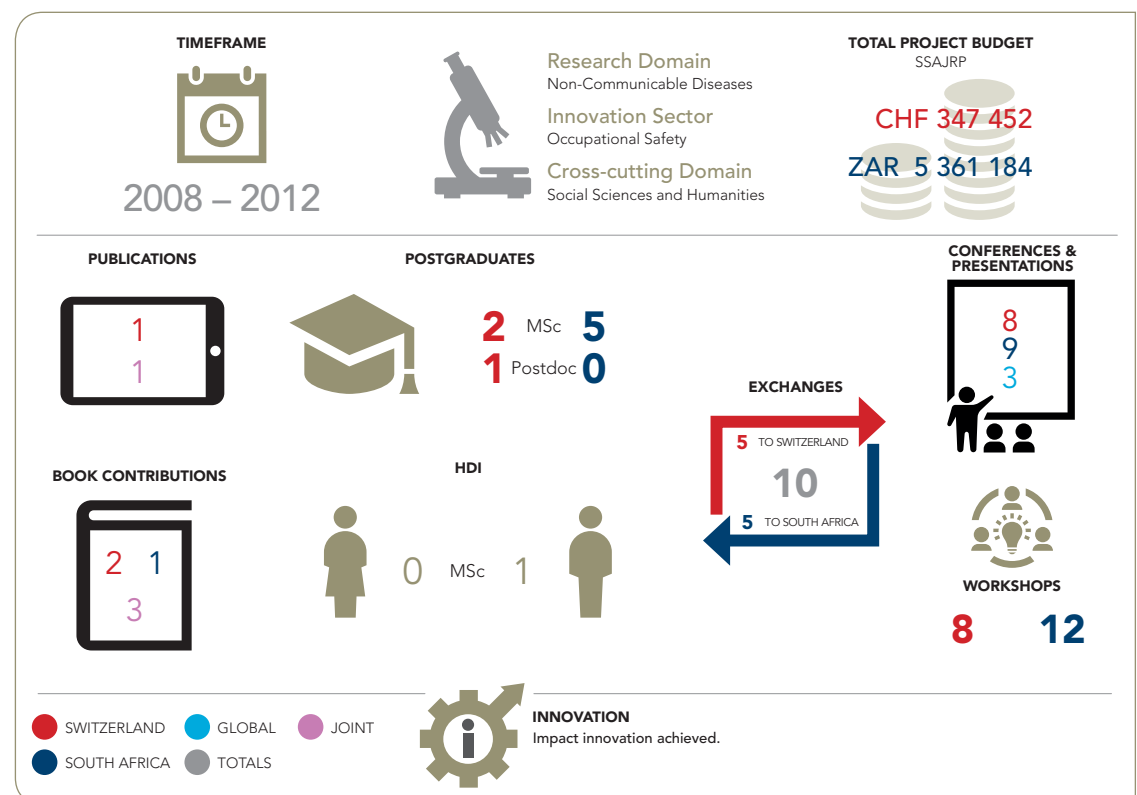 TIMEFRAME
2008 – 2012
Research Domain
Non-Communicable Diseases
Innovation Sector
Occupational Safety
Cross-cutting Domain
Social Sciences and Humanities
TOTAL PROJECT BUDGET
SSAJRP
CHF 347 452
ZAR 5 361 184
PUBLICATIONS
1
1
POSTGRADUATES
2 MSc 5
1 Postdoc 0
CONFERENCES &
PRESENTATIONS
8
9
3
EXCHANGES
5 TO SWITZERLAND
10
5 TO SOUTH AFRICA
BOOK CONTRIBUTIONS
2 1
3
HDI
0 MSc 1
WORKSHOPS
8 12
SWITZERLAND
GLOBAL
JOINT
SOUTH AFRICA
TOTALS
i
INNOVATION
Impact innovation achieved.